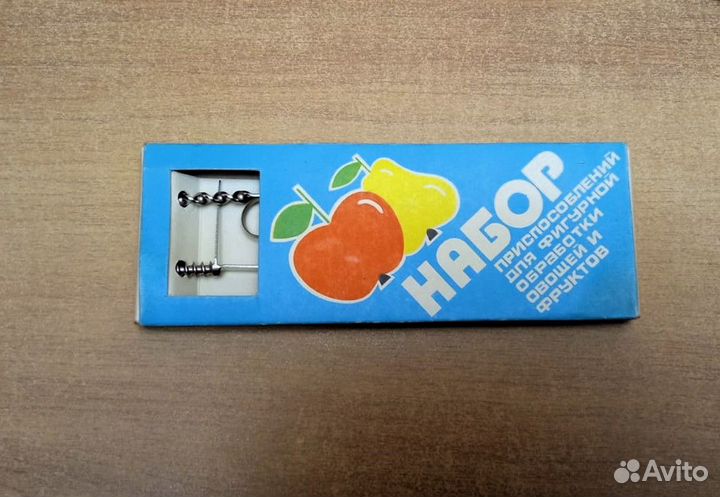 НАБОР
ПРИСПОСОБЛЕНИЙ
ДЛЯ ФИГУРНОЙ
ОБРАБОТКИ
ОВОЩЕЙ И
ФРУКТОВ
Avito